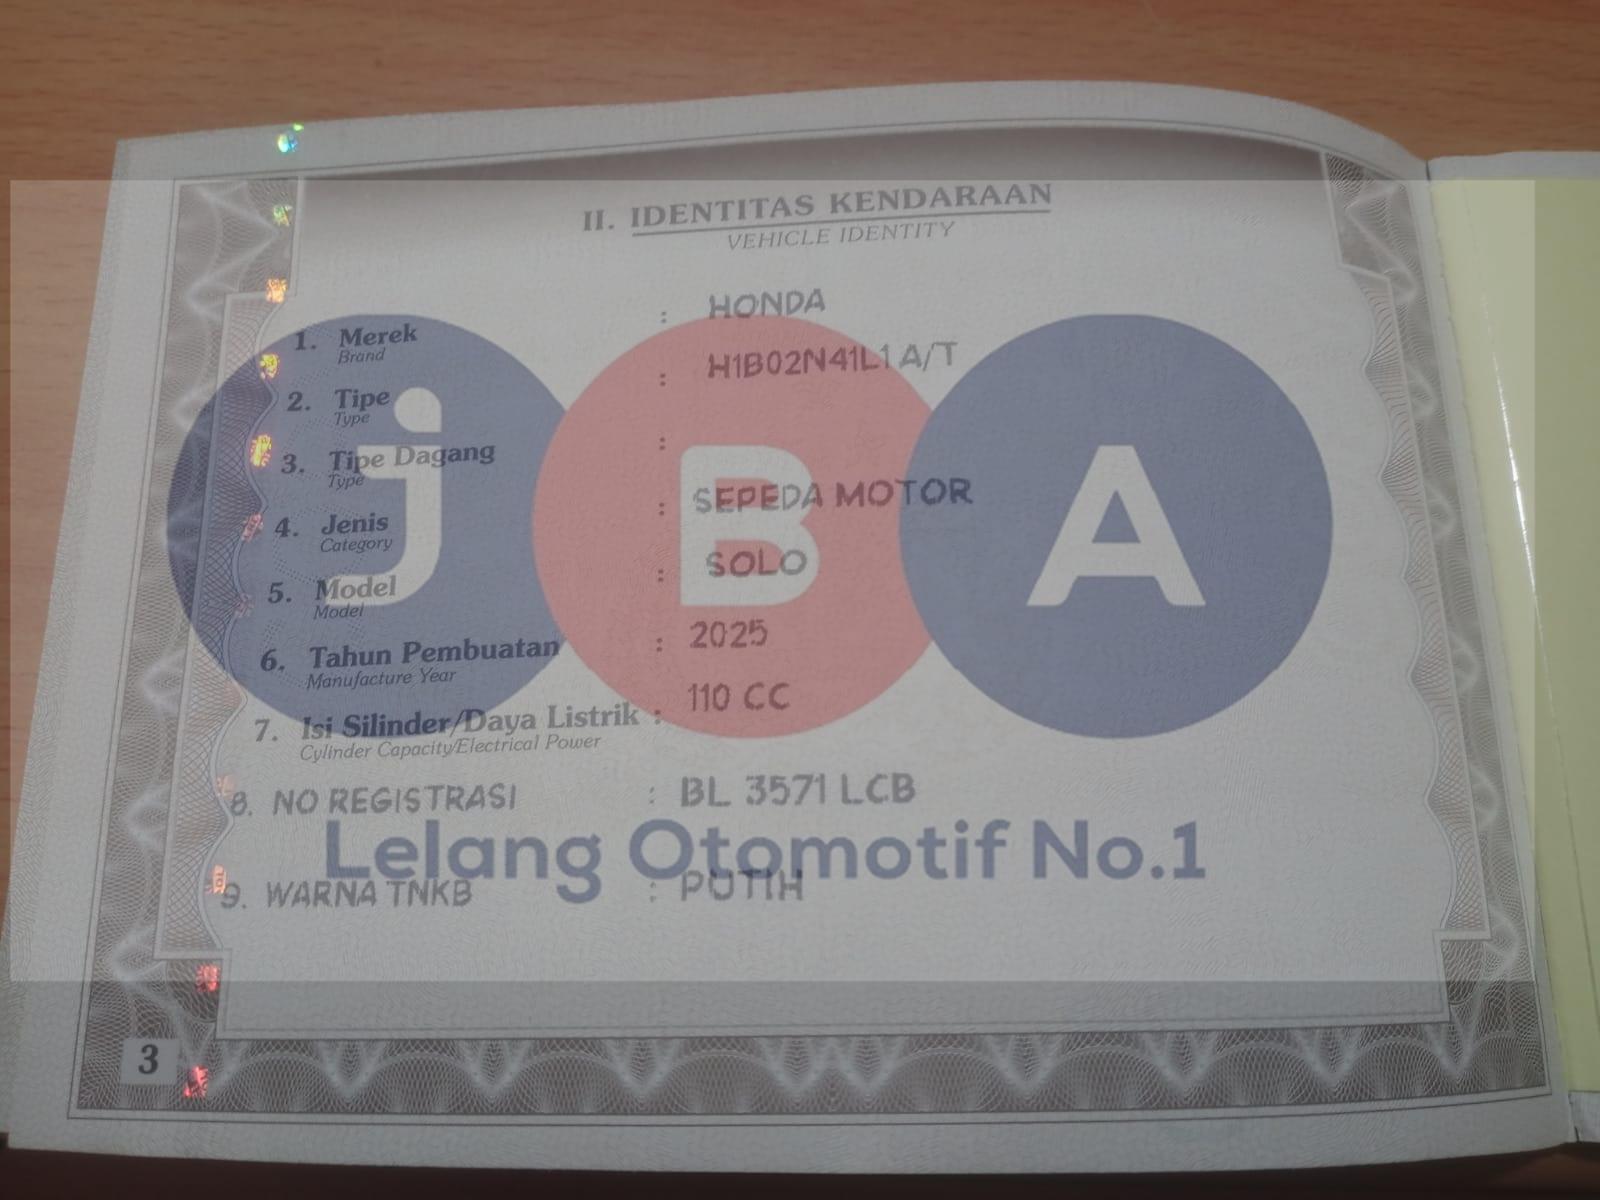 II. IDENTITAS KENDARAAN
VEHICLE IDENTITY
1. Merek : HONDA
Brand
2. Tipe : H1B02N41L1 A/T
Type
3. Tipe Dagang :
Type
4. Jenis : SEPEDA MOTOR
Category
5. Model : SOLO
Model
6. Tahun Pembuatan : 2025
Manufacture Year
7. Isi Silinder/Daya Listrik : 110 CC
Cylinder Capacity/Electrical Power
8. NO REGISTRASI : BL 3571 LCB
9. WARNA TNKB : PUTIH
3
jBA
Lelang Otomotif No.1